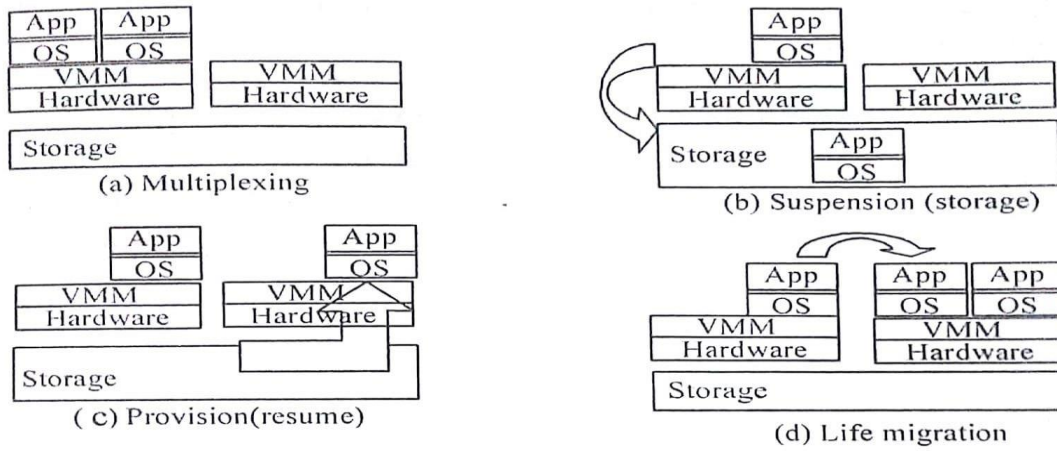 App App
OS OS
VMM VMM
Hardware Hardware
Storage
(a) Multiplexing
App
OS
VMM VMM
Hardware Hardware
Storage App
OS
(b) Suspension (storage)
App App
OS OS
VMM VMM
Hardware Hardware
Storage
( c) Provision(resume)
App App App
OS OS OS
VMM VMM
Hardware Hardware
Storage
(d) Life migration